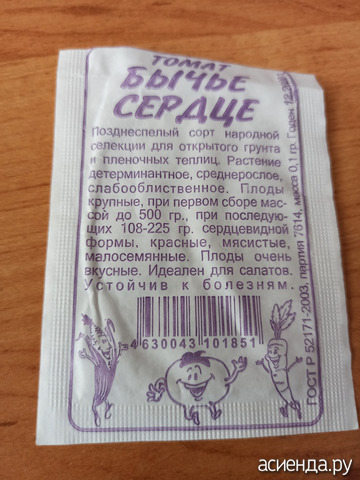 ТОМАТ
БЫЧЬЕ
СЕРДЦЕ
Позднеспелый сорт народной
селекции для открытого грунта
и пленочных теплиц. Растение
детерминантное, среднерослое,
слабооблиственное. Плоды
крупные, при первом сборе мас-
сой до 500 гр., при последую-
щих 108-225 гр. сердцевидной
формы, красные, мясистые,
малосемянные. Плоды очень
вкусные. Идеален для салатов.
Устойчив к болезням.
4 630043 101851
ГОСТ Р 52171-2003, партия 7614, масса 0,1 гр. Годен
асиенда.ру